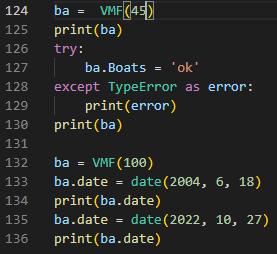 124 ba =  VMF(45)
125 print(ba)
126 try:
127     ba.Boats = 'ok'
128 except TypeError as error:
129     print(error)
130 print(ba)
131
132 ba = VMF(100)
133 ba.date = date(2004, 6, 18)
134 print(ba.date)
135 ba.date = date(2022, 10, 27)
136 print(ba.date)